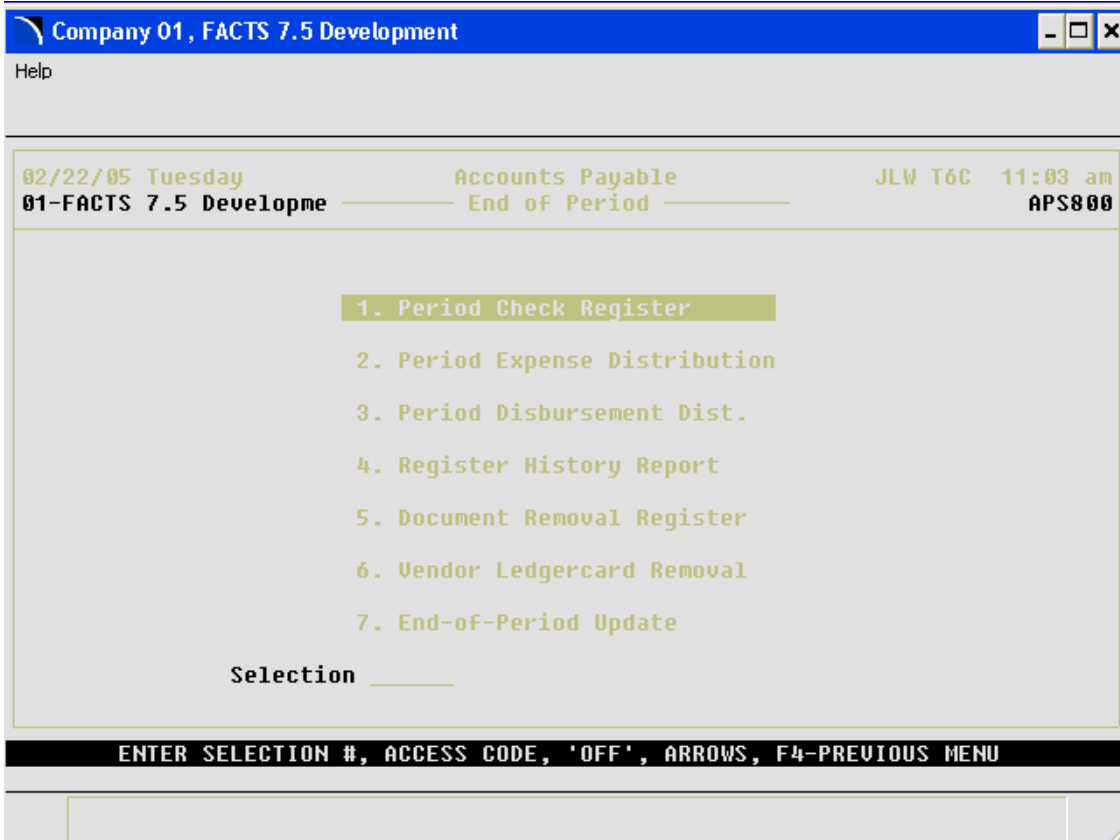 Company 01, FACTS 7.5 Development
Help
02/22/05 Tuesday Accounts Payable JLW T6C 11:03 am
01-FACTS 7.5 Developme End of Period APS800
1. Period Check Register
2. Period Expense Distribution
3. Period Disbursement Dist.
4. Register History Report
5. Document Removal Register
6. Vendor Ledgercard Removal
7. End-of-Period Update
Selection ______
ENTER SELECTION #, ACCESS CODE, 'OFF', ARROWS, F4-PREVIOUS MENU